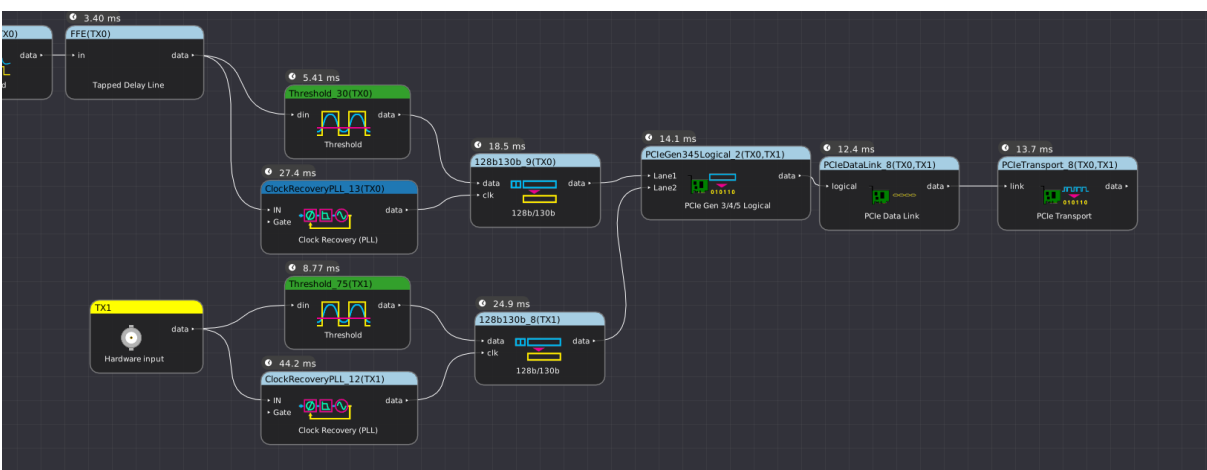 X0)
data
d
3.40 ms
FFE(TX0)
in
data
Tapped Delay Line
5.41 ms
Threshold_30(TX0)
din
data
Threshold
27.4 ms
ClockRecoveryPLL_13(TX0)
IN
data
Gate
Clock Recovery (PLL)
18.5 ms
128b130b_9(TX0)
data
data
clk
128b/130b
14.1 ms
PCIeGen345Logical_2(TX0,TX1)
Lane1
data
Lane2
010110
PCIe Gen 3/4/5 Logical
12.4 ms
PCIeDataLink_8(TX0,TX1)
logical
data
PCIe Data Link
13.7 ms
PCIeTransport_8(TX0,TX1)
link
data
010110
PCIe Transport
TX1
data
Hardware input
8.77 ms
Threshold_75(TX1)
din
data
Threshold
44.2 ms
ClockRecoveryPLL_12(TX1)
IN
data
Gate
Clock Recovery (PLL)
24.9 ms
128b130b_8(TX1)
data
data
clk
128b/130b